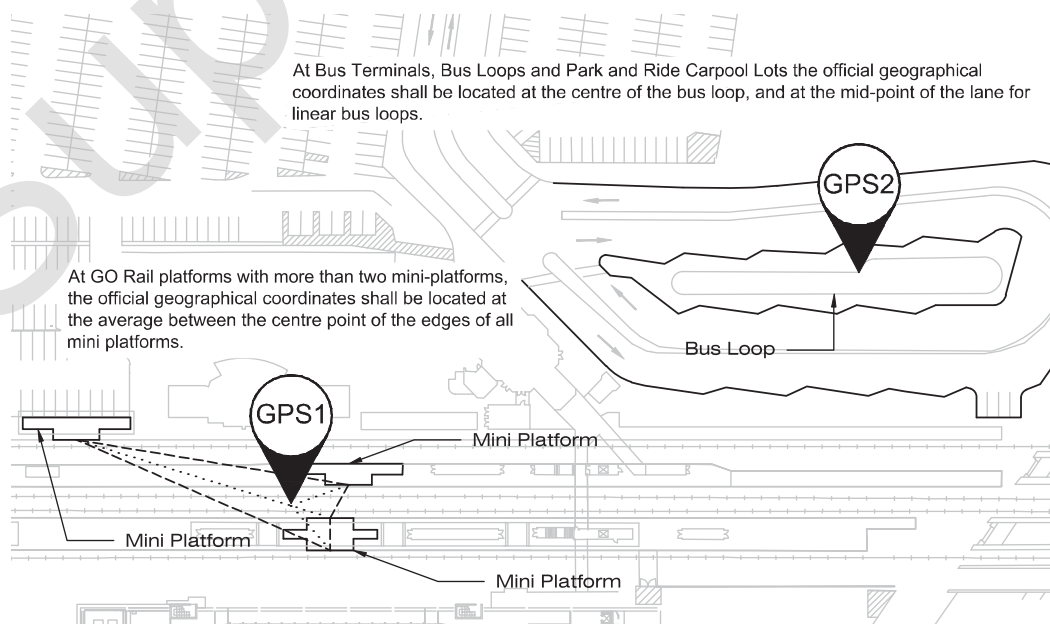 At Bus Terminals, Bus Loops and Park and Ride Carpool Lots the official geographical
coordinates shall be located at the centre of the bus loop, and at the mid-point of the lane for
linear bus loops.
GPS2
At GO Rail platforms with more than two mini-platforms,
the official geographical coordinates shall be located at
the average between the centre point of the edges of all
mini platforms.
Bus Loop
GPS1
Mini Platform
Mini Platform
Mini Platform